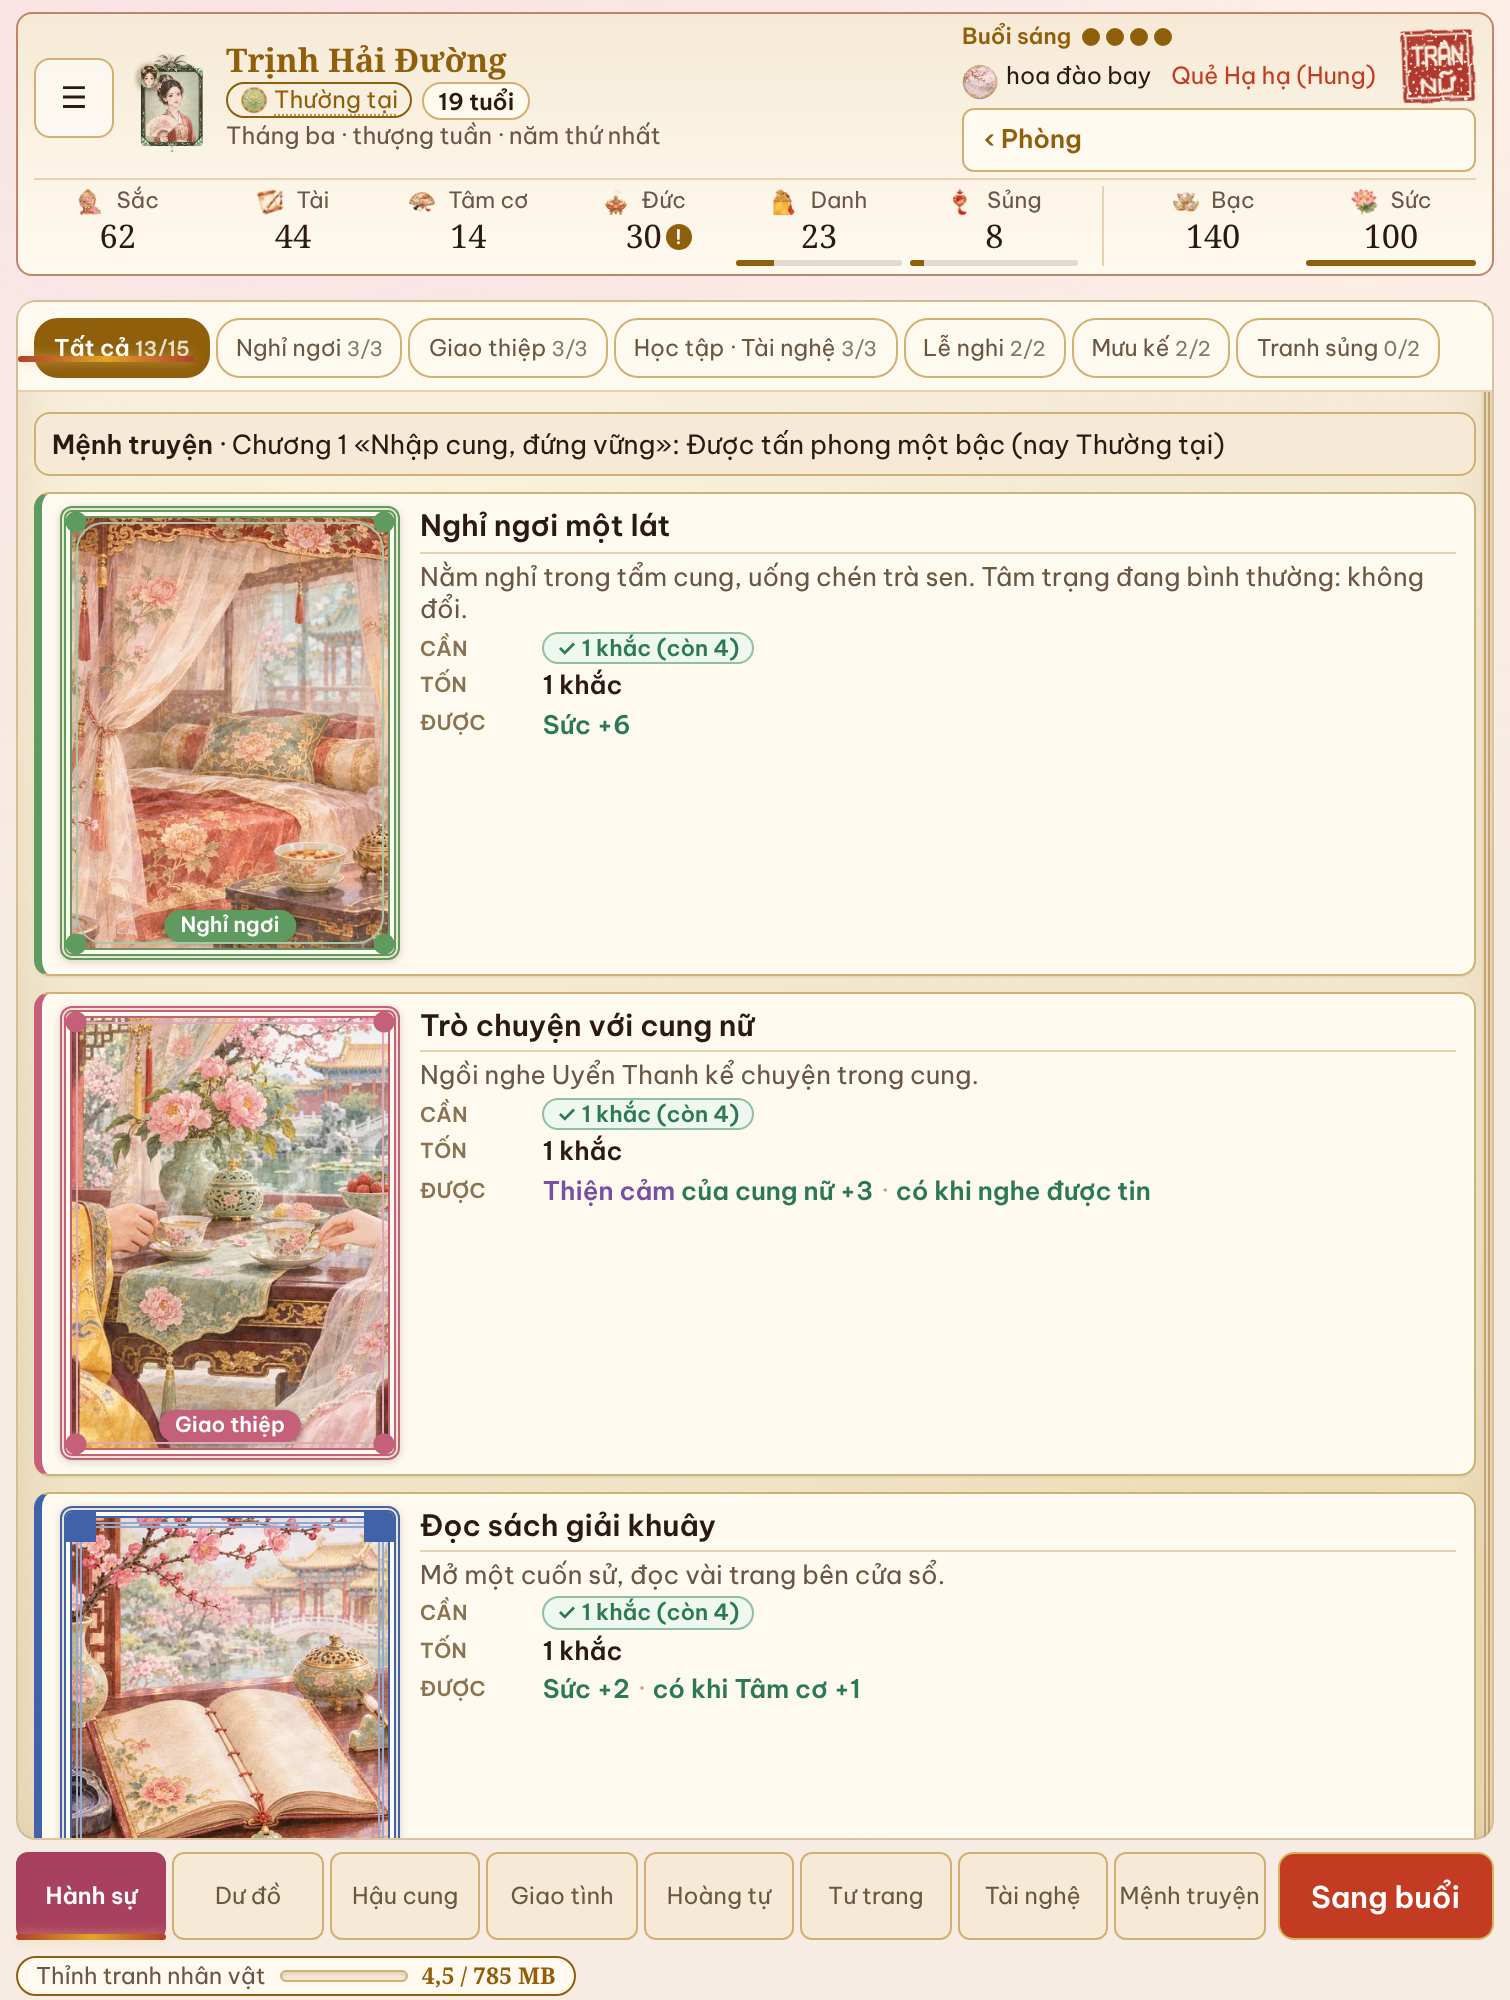 ☰
Trịnh Hải Đường
Thường tại
19 tuổi
Tháng ba · thượng tuần · năm thứ nhất
Buổi sáng
hoa đào bay
Quẻ Hạ hạ (Hung)
TRÂN NỮ
‹ Phòng
Sắc 62
Tài 44
Tâm cơ 14
Đức 30 !
Danh 23
Sủng 8
Bạc 140
Sức 100
Tất cả 13/15
Nghỉ ngơi 3/3
Giao thiệp 3/3
Học tập · Tài nghệ 3/3
Lễ nghi 2/2
Mưu kế 2/2
Tranh sủng 0/2
Mệnh truyện · Chương 1 «Nhập cung, đứng vững»: Được tấn phong một bậc (nay Thường tại)
Nghỉ ngơi
Nghỉ ngơi một lát
Nằm nghỉ trong tẩm cung, uống chén trà sen. Tâm trạng đang bình thường: không
đổi.
CẦN ✓ 1 khắc (còn 4)
TỐN 1 khắc
ĐƯỢC Sức +6
Giao thiệp
Trò chuyện với cung nữ
Ngồi nghe Uyển Thanh kể chuyện trong cung.
CẦN ✓ 1 khắc (còn 4)
TỐN 1 khắc
ĐƯỢC Thiện cảm của cung nữ +3 · có khi nghe được tin
Đọc sách giải khuây
Mở một cuốn sử, đọc vài trang bên cửa sổ.
CẦN ✓ 1 khắc (còn 4)
TỐN 1 khắc
ĐƯỢC Sức +2 · có khi Tâm cơ +1
Hành sự
Dư đồ
Hậu cung
Giao tình
Hoàng tự
Tư trang
Tài nghệ
Mệnh truyện
Sang buổi
Thỉnh tranh nhân vật 4,5 / 785 MB